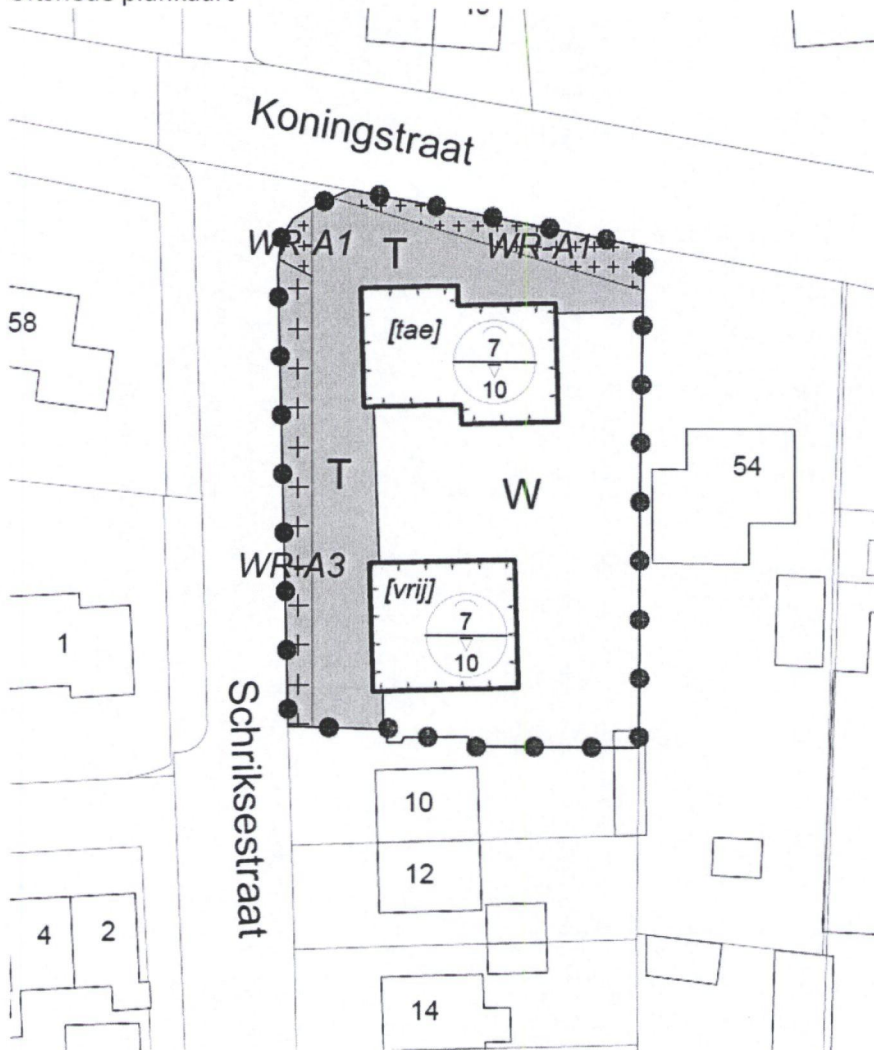 Koningstraat
WR-A1
T
WR-A1
58
[tae]
7
10
54
T
W
WR-A3
[vrij]
7
10
1
Schriksestraat
10
12
4
2
14